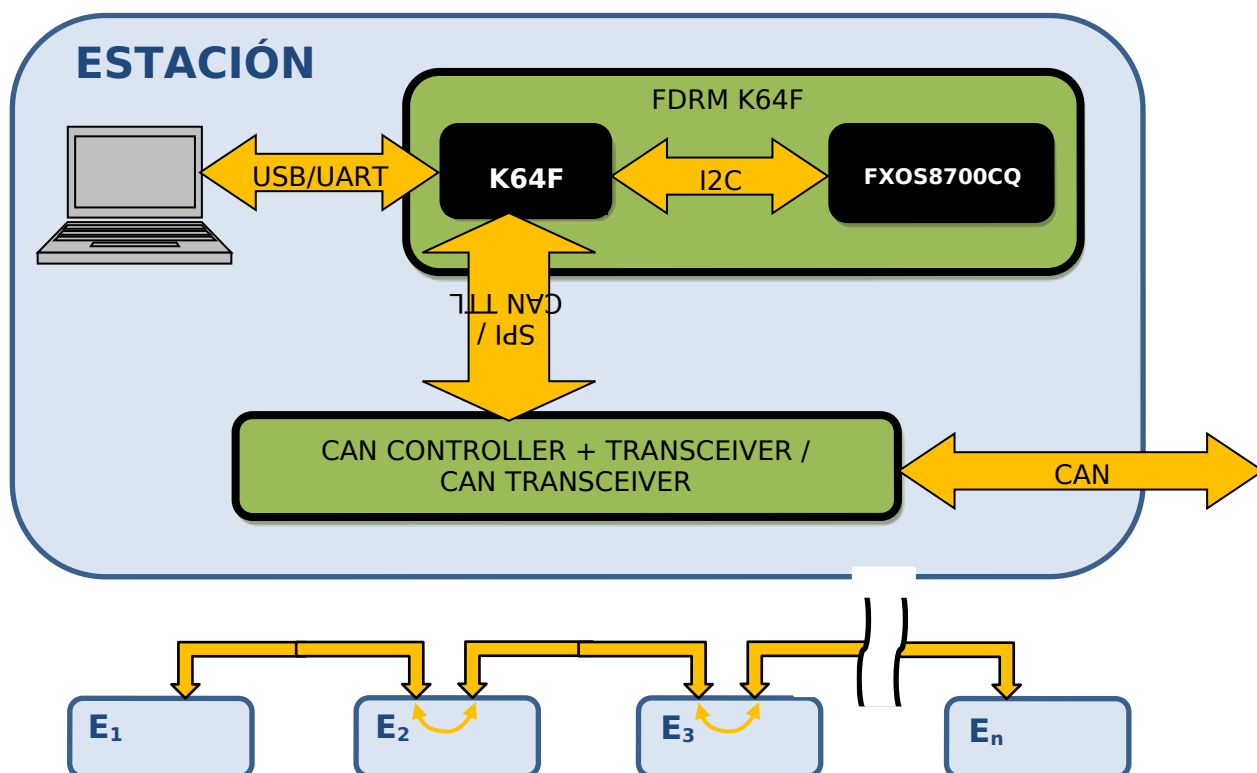 ESTACIÓN
FDRM K64F
USB/UART
K64F
I2C
FXOS8700CQ
SPI /
CAN TTL
CAN CONTROLLER + TRANSCEIVER /
CAN TRANSCEIVER
CAN
E1
E2
E3
En